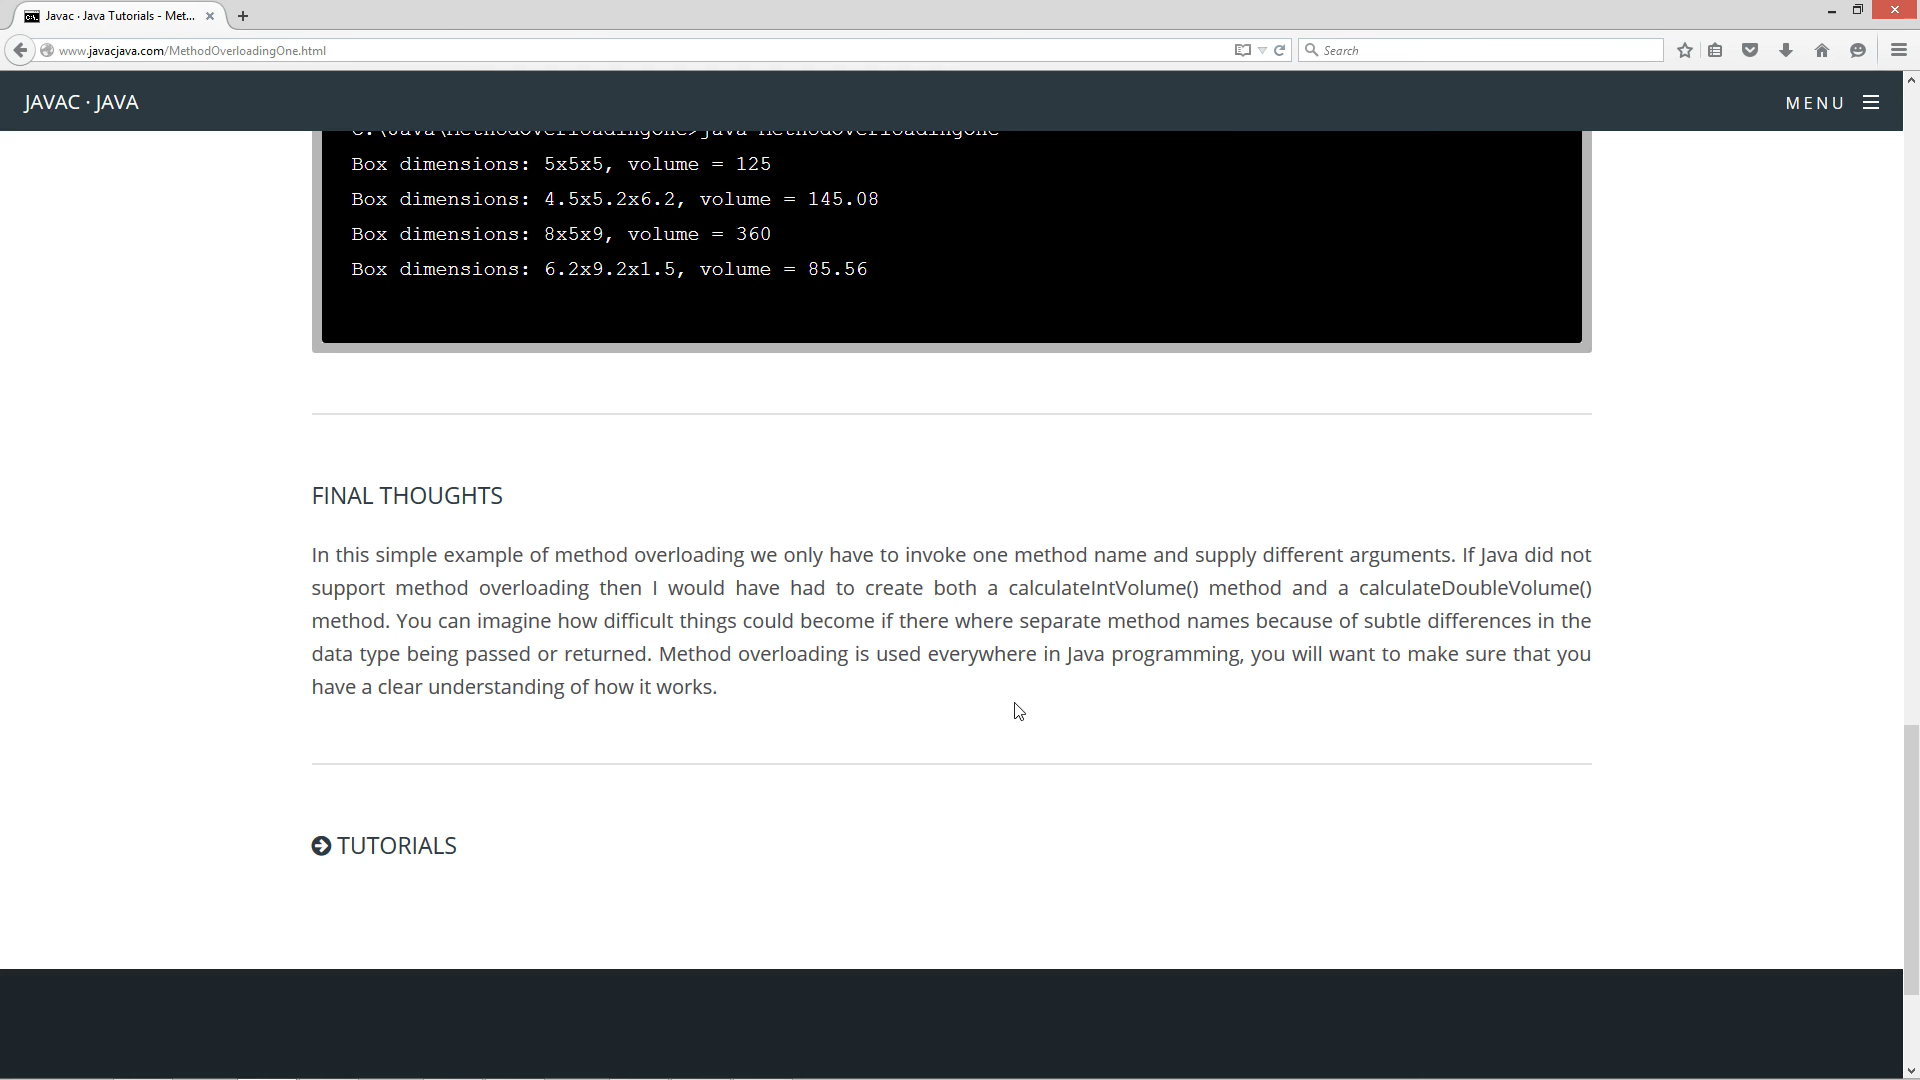 Javac · Java Tutorials - Met...
www.javacjava.com/MethodOverloadingOne.html
Search
JAVAC · JAVA
MENU
C:\Java\MethodOverloadingOne>java MethodOverloadingOne
Box dimensions: 5x5x5, volume = 125
Box dimensions: 4.5x5.2x6.2, volume = 145.08
Box dimensions: 8x5x9, volume = 360
Box dimensions: 6.2x9.2x1.5, volume = 85.56
FINAL THOUGHTS
In this simple example of method overloading we only have to invoke one method name and supply different arguments. If Java did not
support method overloading then I would have had to create both a calculateIntVolume() method and a calculateDoubleVolume()
method. You can imagine how difficult things could become if there where separate method names because of subtle differences in the
data type being passed or returned. Method overloading is used everywhere in Java programming, you will want to make sure that you
have a clear understanding of how it works.
TUTORIALS